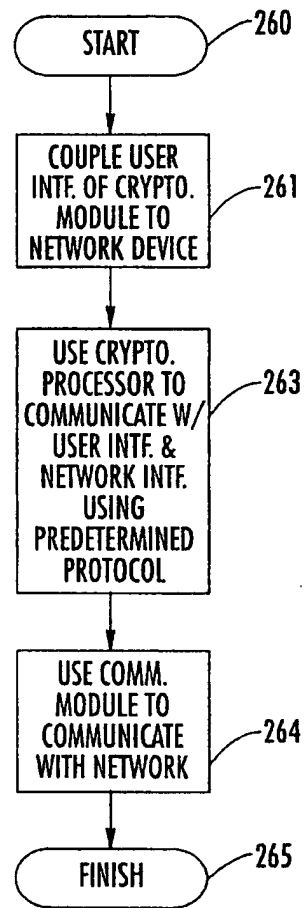 START
260
COUPLE USER
INTF. OF CRYPTO.
MODULE TO
NETWORK DEVICE
261
USE CRYPTO.
PROCESSOR TO
COMMUNICATE W/
USER INTF. &
NETWORK INTF.
USING
PREDETERMINED
PROTOCOL
263
USE COMM.
MODULE TO
COMMUNICATE
WITH NETWORK
264
FINISH
265